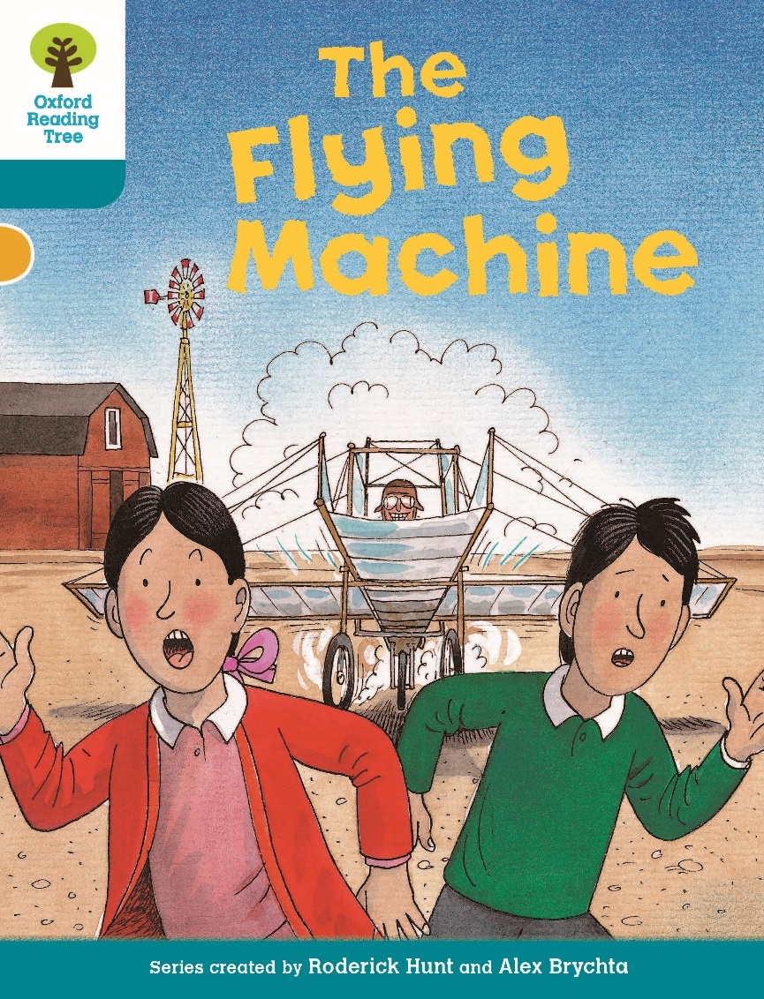 Oxford
Reading
Tree
The
Flying
Machine
Series created by Roderick Hunt and Alex Brychta